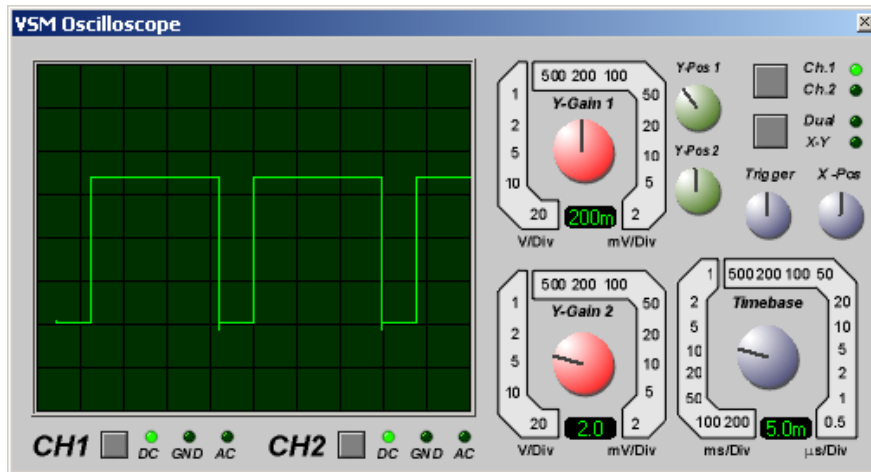 VSM Oscilloscope
500 200 100
1
2
5
10
20
50
20
10
5
2
Y-Gain 1
200m
V/Div
mV/Div
Y-Pos 1
Y-Pos 2
Ch.1
Ch.2
Dual
X-Y
Trigger
X -Pos
500 200 100
1
2
5
10
20
50
20
10
5
2
Y-Gain 2
2.0
V/Div
mV/Div
1
500 200 100 50
2
5
10
20
50
100 200
20
10
5
2
1
0.5
Timebase
5.0m
ms/Div
µs/Div
CH1
DC
GND
AC
CH2
DC
GND
AC